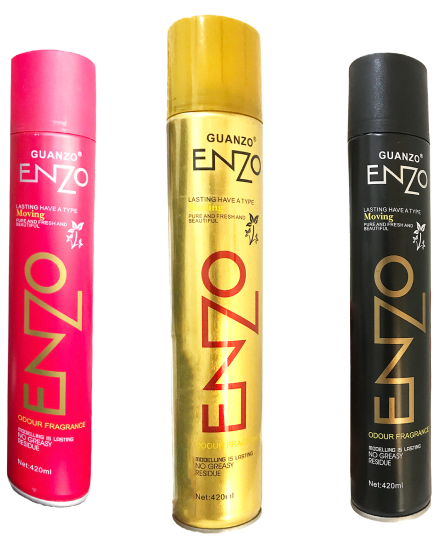 GUANZO®
ENZO
LASTING HAVE A TYPE
Moving
PURE AND FRESH AND
BEAUTIFUL
ENZO
ODOUR FRAGRANCE
MODELLING IS LASTING
NO GREASY
RESIDUE
Net:420ml
GUANZO®
ENZO
LASTING HAVE A TYPE
PURE AND FRESH AND
BEAUTIFUL
ENZO
MODELLING IS LASTING
NO GREASY
RESIDUE
Net:420ml
GUANZO®
ENZO
LASTING HAVE A TYPE
Moving
PURE AND FRESH AND
BEAUTIFUL
ENZO
ODOUR FRAGRANCE
MODELLING IS LASTING
NO GREASY
RESIDUE
Net:420ml